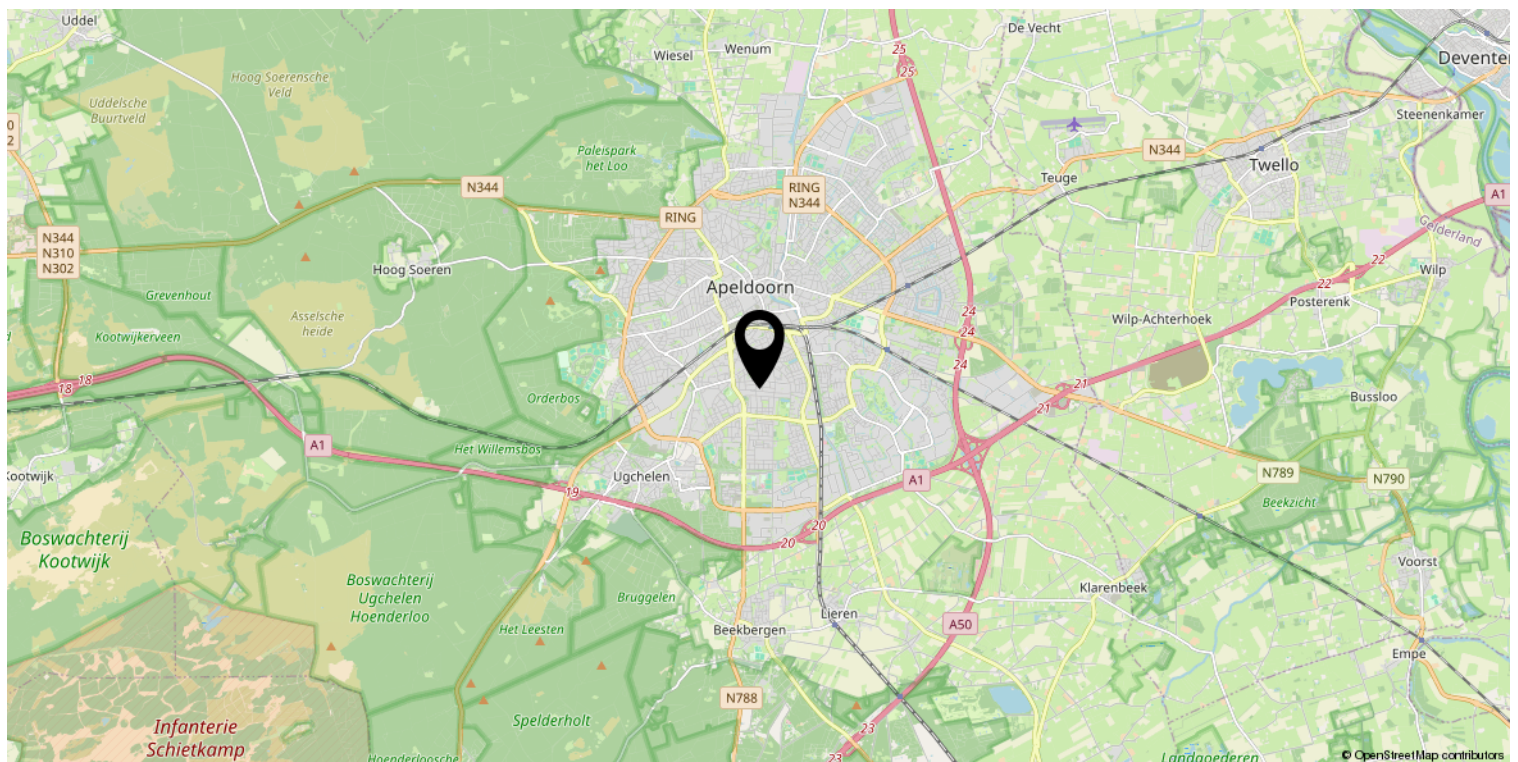 Uddel
De Vecht
Wiesel
Wenum
25
25
Deventer
Hoog Soerensche
Veld
Uddelsche
Buurtveld
Steenenkamer
0
2
Paleispark
het Loo
N344
Twello
Teuge
N344
RING
N344
A1
RING
Gelderland
N344
N310
N302
22
22
Wilp
Hoog Soeren
Grevenhout
Apeldoorn
Posterenk
Asselsche
heide
24
24
24
Wilp-Achterhoek
Kootwijkerveen
d
18
18
21
21
Bussloo
Orderbos
A1
Het Willemsbos
Kootwijk
Ugchelen
19
A1
N789
N790
Beekzicht
20
20
Boswachterij
Kootwijk
Voorst
Boswachterij
Ugchelen
Hoenderloo
Klarenbeek
Bruggelen
Lieren
A50
Het Leesten
Beekbergen
Empe
N788
Infanterie
Schietkamp
Spelderholt
23
23
Hoenderloosche
Landgoederen
© OpenStreetMap contributors